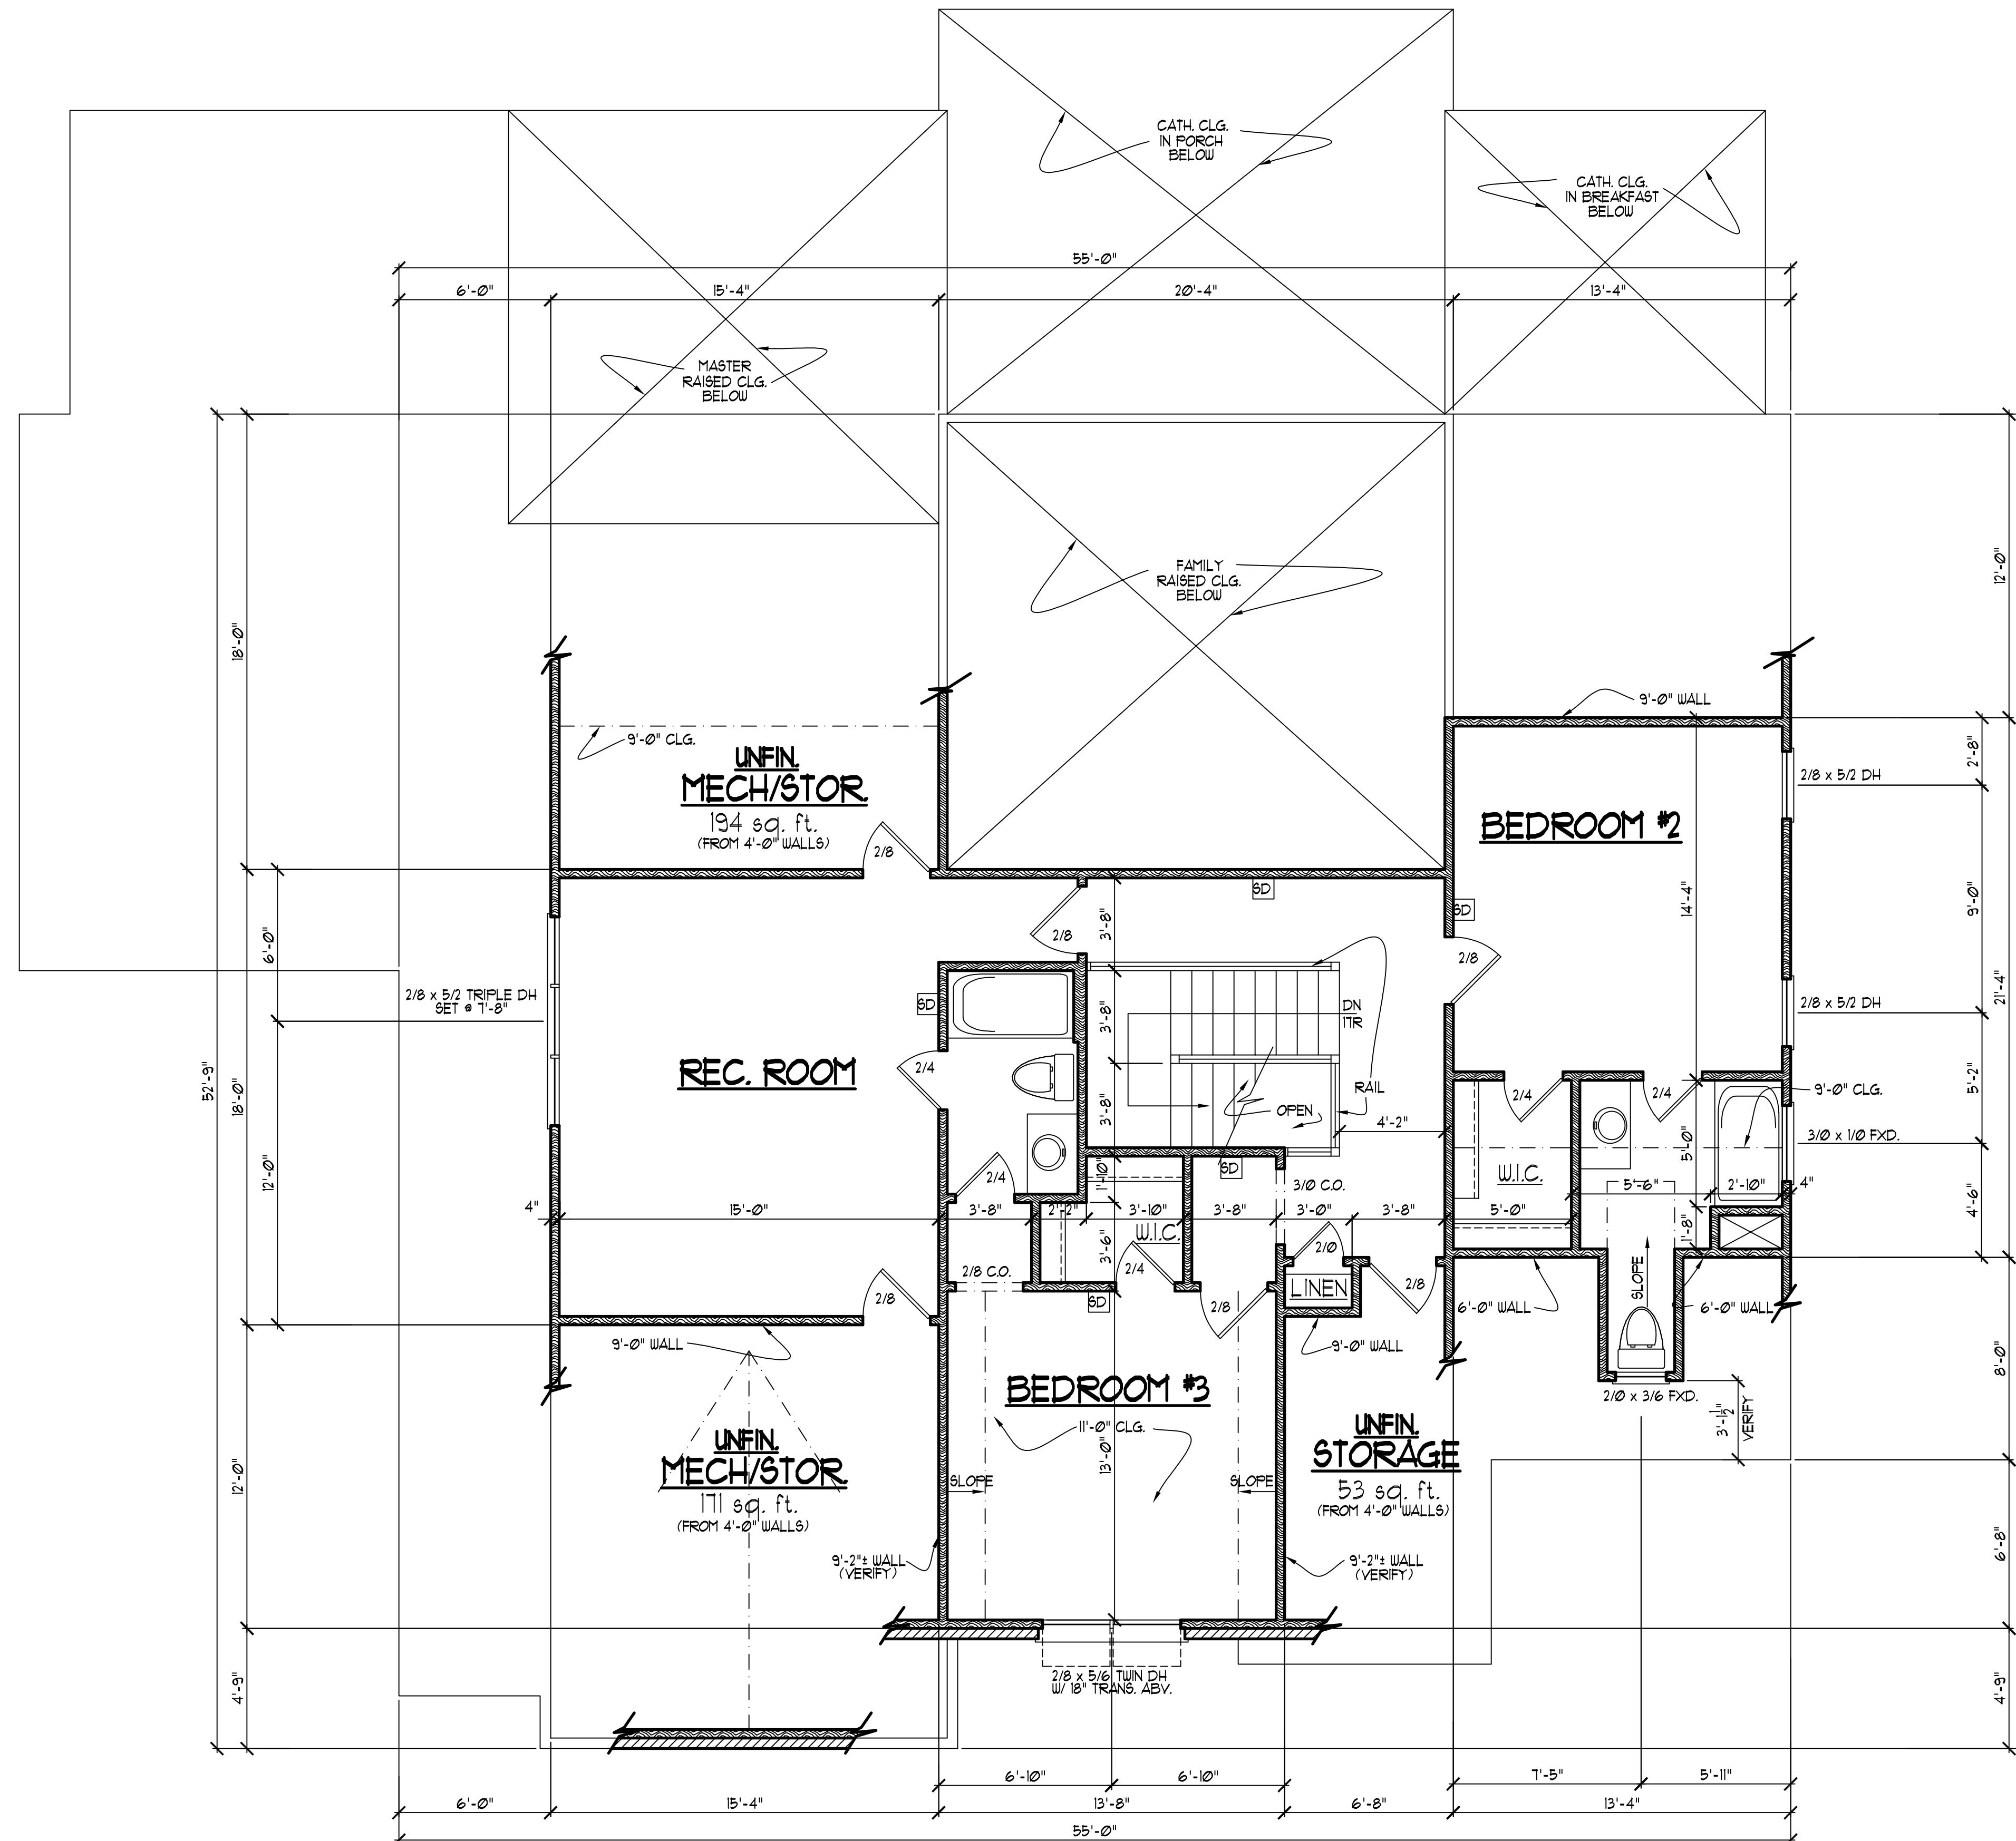 CATH. CLG.
IN PORCH
BELOW
CATH. CLG.
IN BREAKFAST
BELOW
55'-0"
6'-0"
15'-4"
20'-4"
13'-4"
MASTER
RAISED CLG.
BELOW
FAMILY
RAISED CLG.
BELOW
12'-0"
18'-0"
9'-0" WALL
9'-0" CLG.
UNFIN.
MECH/STOR.
194 sq. ft.
(FROM 4'-0" WALLS)
2/8
2'-8"
2/8 x 5/2 DH
BEDROOM #2
SD
SD
14'-4"
9'-0"
3'-8"
2/8
2/8
6'-0"
2/8 x 5/2 TRIPLE DH
SET @ 7'-8"
SD
DN
17R
3'-8"
2/8 x 5/2 DH
21'-4"
52'-9"
18'-0"
REC. ROOM
2/4
RAIL
2/4
2/4
9'-0" CLG.
5'-2"
3'-8"
OPEN
4'-2"
5'-0"
3/0 x 1/0 FXD.
12'-0"
2/4
1'-10"
SD
3/0 C.O.
W.I.C.
5'-6"
2'-10"
4"
4"
15'-0"
3'-8"
2'-2"
3'-10"
3'-8"
3'-0"
3'-8"
5'-0"
4'-6"
W.I.C.
3'-6"
2/0
1'-8"
2/8 C.O.
2/4
LINEN
2/8
SLOPE
SD
2/8
2/8
6'-0" WALL
6'-0" WALL
9'-0" WALL
9'-0" WALL
8'-0"
BEDROOM #3
2/0 x 3/6 FXD.
3'-1 1/2"
VERIFY
11'-0" CLG.
13'-0"
UNFIN.
MECH/STOR.
171 sq. ft.
(FROM 4'-0" WALLS)
UNFIN.
STORAGE
53 sq. ft.
(FROM 4'-0" WALLS)
SLOPE
SLOPE
12'-0"
6'-8"
9'-2"± WALL
(VERIFY)
9'-2"± WALL
(VERIFY)
2/8 x 5/6 TWIN DH
W/ 18" TRANS. ABV.
4'-9"
4'-9"
6'-10"
6'-10"
7'-5"
5'-11"
6'-0"
15'-4"
13'-8"
6'-8"
13'-4"
55'-0"